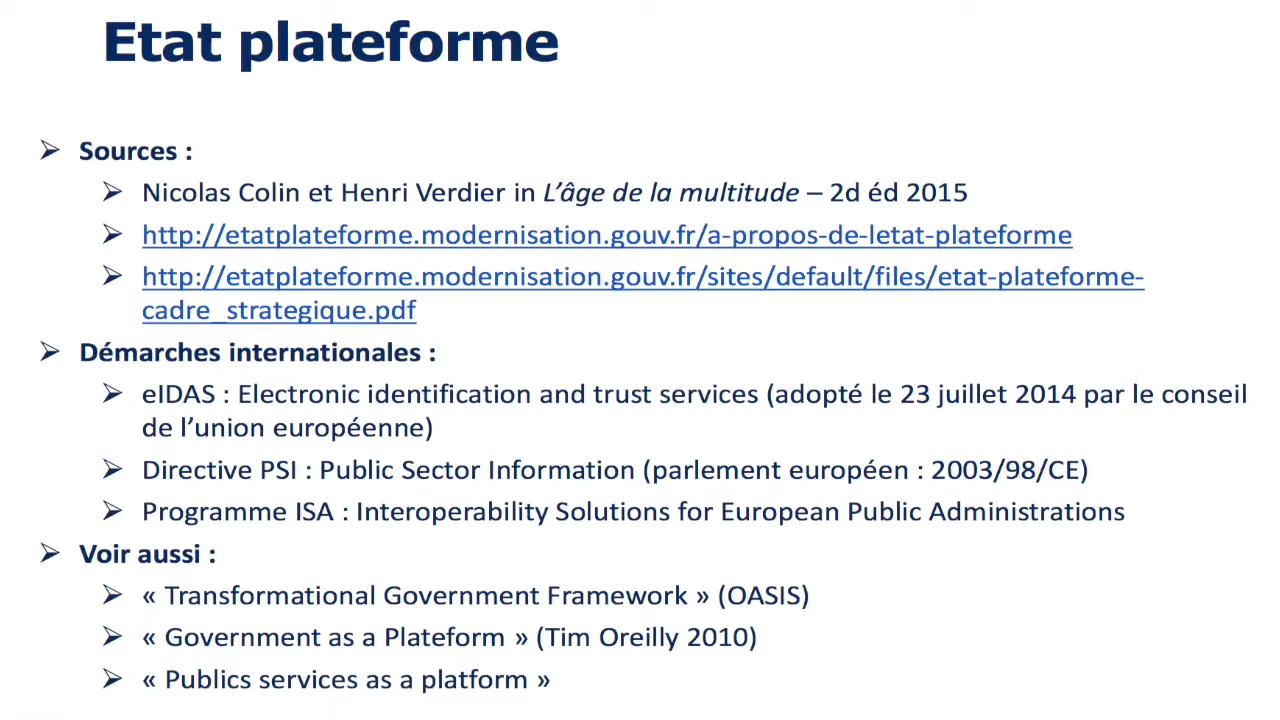 Etat plateforme
Sources :
Nicolas Colin et Henri Verdier in L’âge de la multitude – 2d éd 2015
http://etatplateforme.modernisation.gouv.fr/a-propos-de-letat-plateforme
http://etatplateforme.modernisation.gouv.fr/sites/default/files/etat-plateforme-
cadre_strategique.pdf
Démarches internationales :
eIDAS : Electronic identification and trust services (adopté le 23 juillet 2014 par le conseil
de l’union européenne)
Directive PSI : Public Sector Information (parlement européen : 2003/98/CE)
Programme ISA : Interoperability Solutions for European Public Administrations
Voir aussi :
« Transformational Government Framework » (OASIS)
« Government as a Plateform » (Tim Oreilly 2010)
« Publics services as a platform »